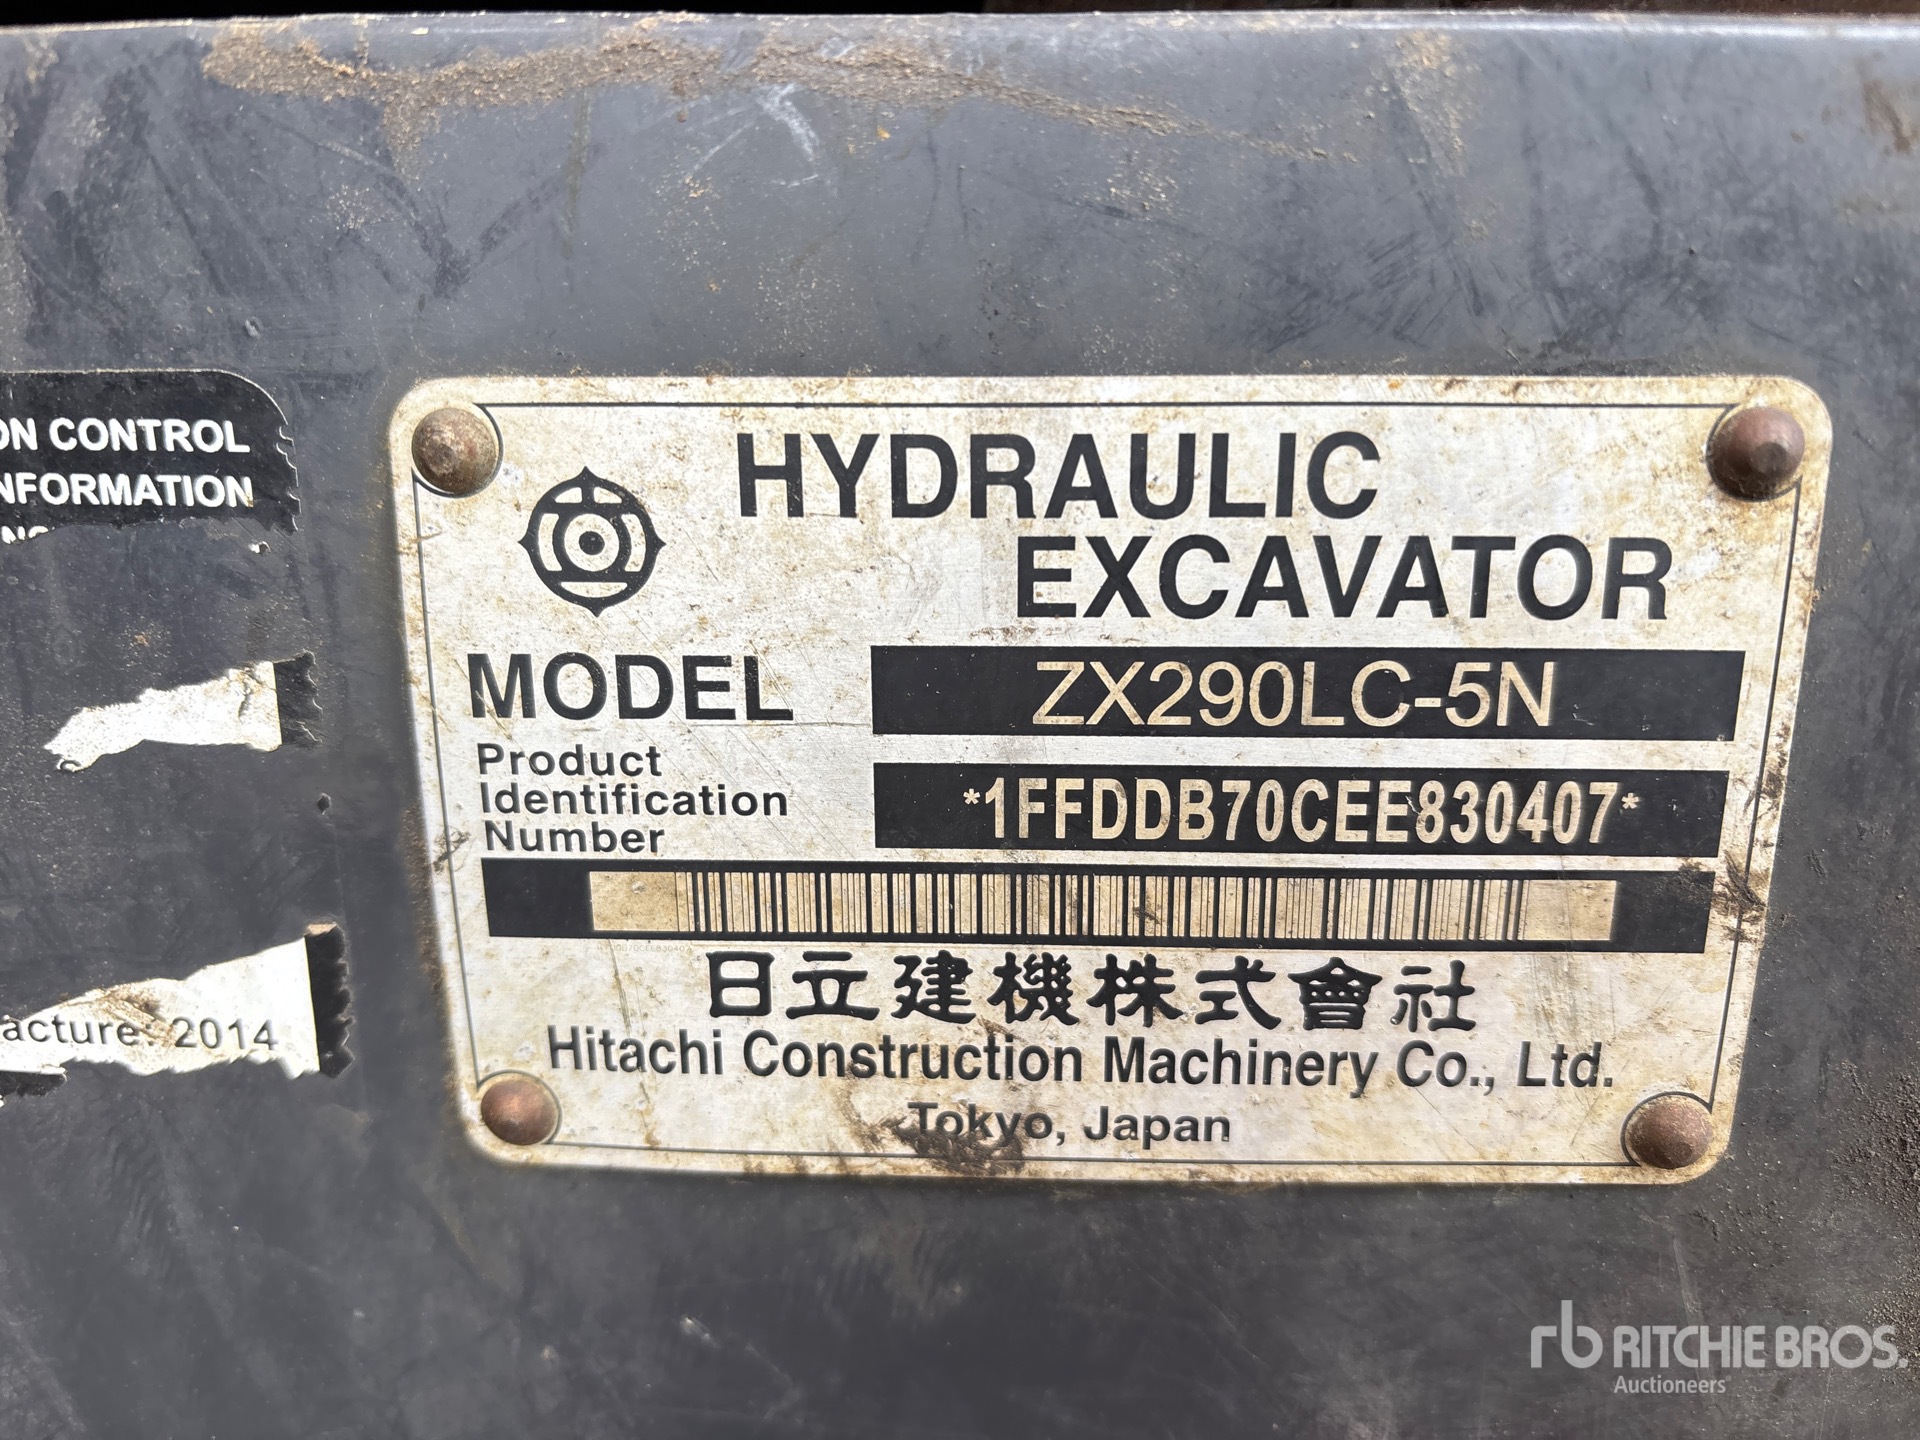 ON CONTROL
NFORMATION
acture: 2014
HYDRAULIC
EXCAVATOR
MODEL ZX290LC-5N
Product
Identification
Number
*1FFDDB70CEE830407*
日立建機株式會社
Hitachi Construction Machinery Co., Ltd.
Tokyo, Japan
rb RITCHIE BROS.
Auctioneers